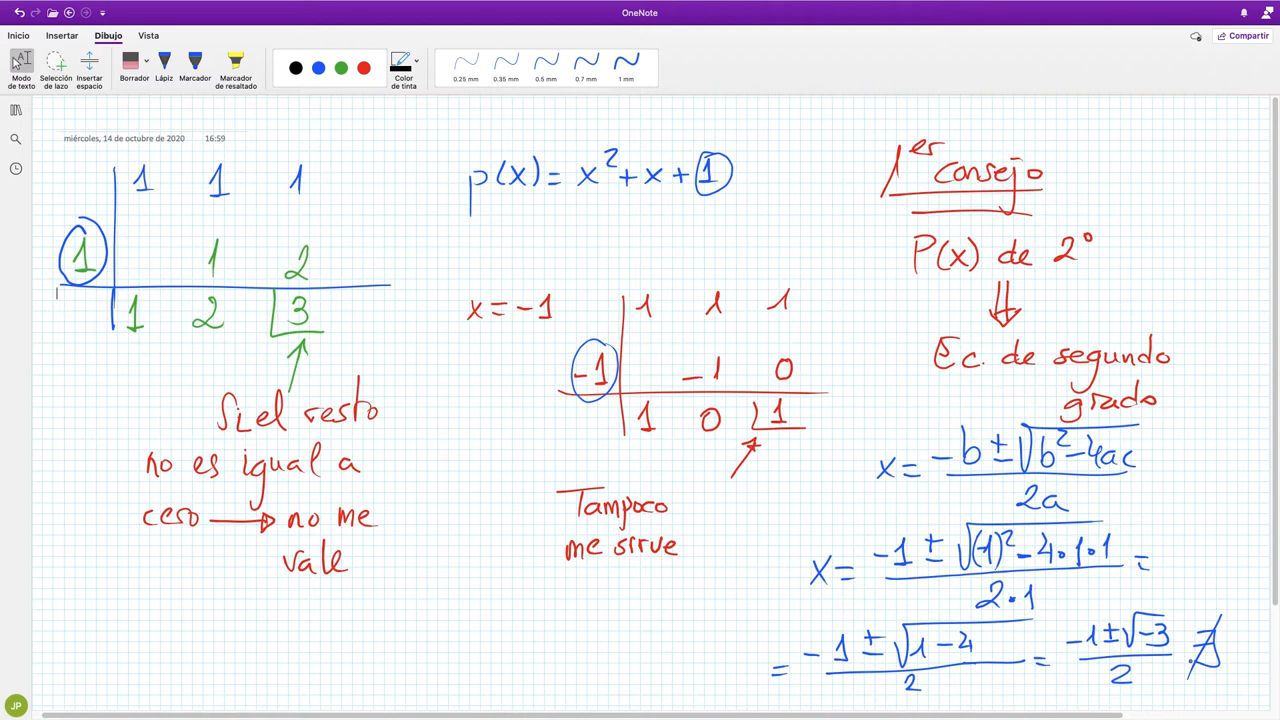 OneNote
Inicio Insertar Dibujo Vista
Compartir
Modo de texto
Selección de lazo
Insertar espacio
Borrador
Lápiz
Marcador
Marcador de resaltado
Color de tinta
0.25 mm 0.35 mm 0.5 mm 0.7 mm 1 mm
miércoles, 14 de octubre de 2020 16:59
1 1 1
1 1 2
1 2 3
Si el resto
no es igual a
cero → no me
vale
p(x) = x² + x + 1
x = -1 1 1 1
-1 -1 0
1 0 1
Tampoco
me sirve
1er consejo
P(x) de 2º
⇓
Ec. de segundo
grado
x = (-b ± √(b² - 4ac)) / 2a
x = (-1 ± √((1)² - 4·1·1)) / 2·1 =
= (-1 ± √(1 - 4)) / 2 = (-1 ± √-3) / 2 ∄
JP